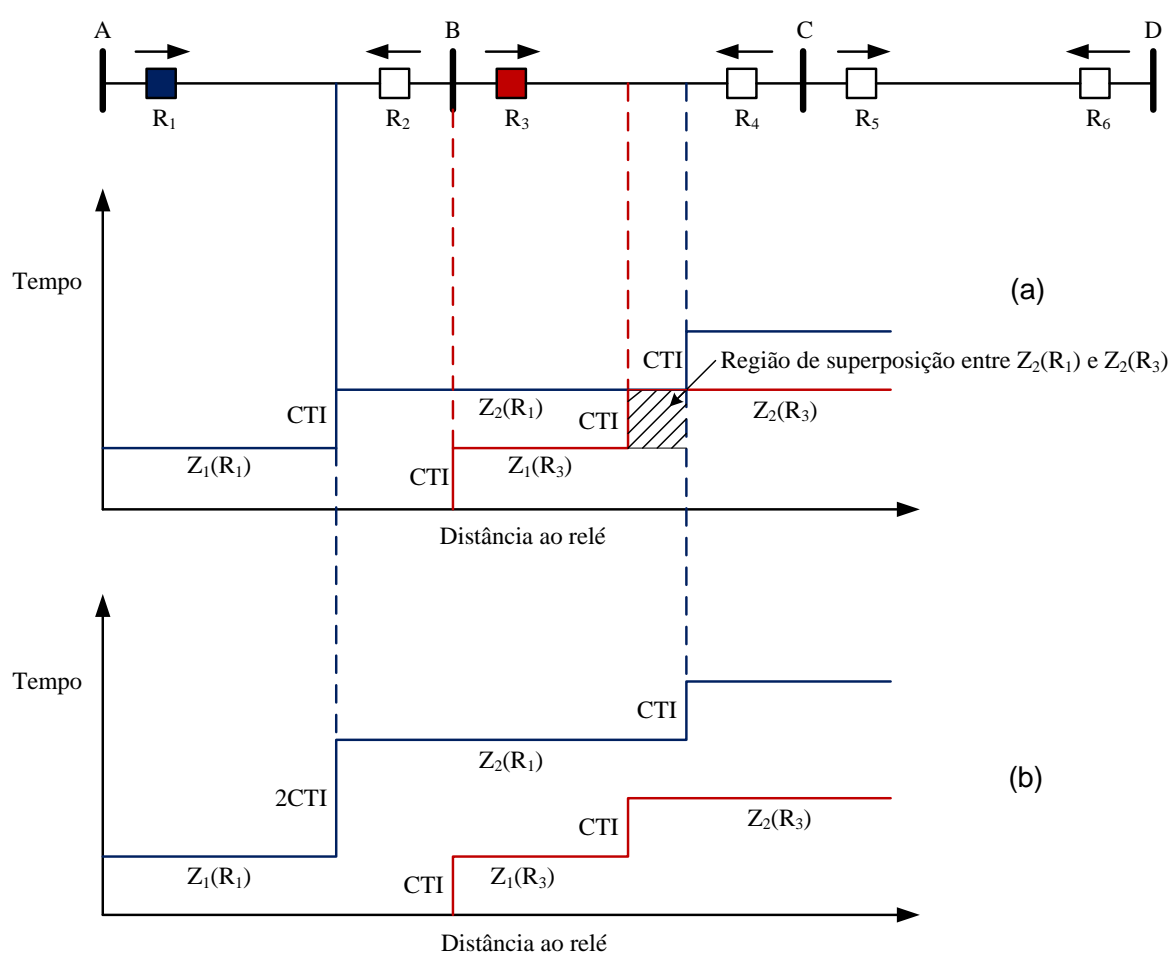 A B C D
R₁ R₂ R₃ R₄ R₅ R₆
Tempo
(a)
CTI
Região de superposição entre Z₂(R₁) e Z₂(R₃)
CTI
Z₂(R₁)
CTI
Z₂(R₃)
Z₁(R₁)
CTI
Z₁(R₃)
Distância ao relé
Tempo
CTI
Z₂(R₁)
(b)
2CTI
CTI
Z₂(R₃)
Z₁(R₁)
CTI
Z₁(R₃)
Distância ao relé